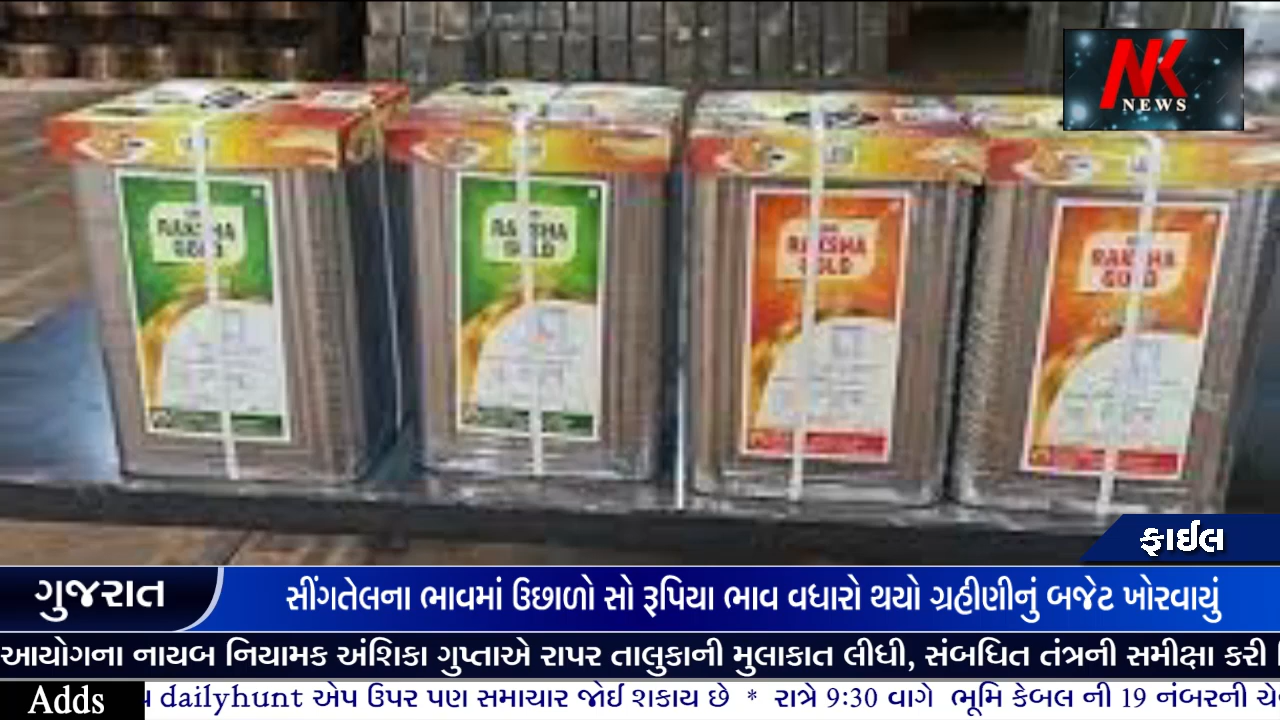 NK
NEWS
RAKSHA
GOLD
RAKSHA
GOLD
RAKSHA
GOLD
RAKSHA
GOLD
ફાઈલ
ગુજરાત
સીંગતેલના ભાવમાં ઉછાળો સો રૂપિયા ભાવ વધારો થયો ગ્રહીણીનું બજેટ ખોરવાયું
આયોગના નાયબ નિયામક અંશિકા ગુપ્તાએ રાપર તાલુકાની મુલાકાત લીધી, સંબધિત તંત્રની સમીક્ષા કરી
Adds
dailyhunt એપ ઉપર પણ સમાચાર જોઈ શકાય છે * રાત્રે 9:30 વાગે ભૂમિ કેબલ ની 19 નંબરની